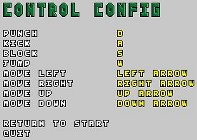 CONTROL CONFIG
PUNCH D
KICK A
BLOCK S
JUMP W
MOVE LEFT LEFT ARROW
MOVE RIGHT RIGHT ARROW
MOVE UP UP ARROW
MOVE DOWN DOWN ARROW
RETURN TO START
QUIT